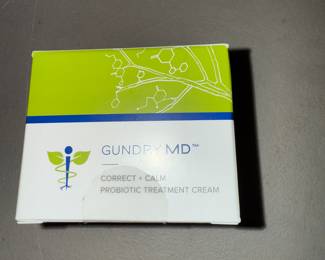 GUNDRY MD™
CORRECT + CALM
PROBIOTIC TREATMENT CREAM